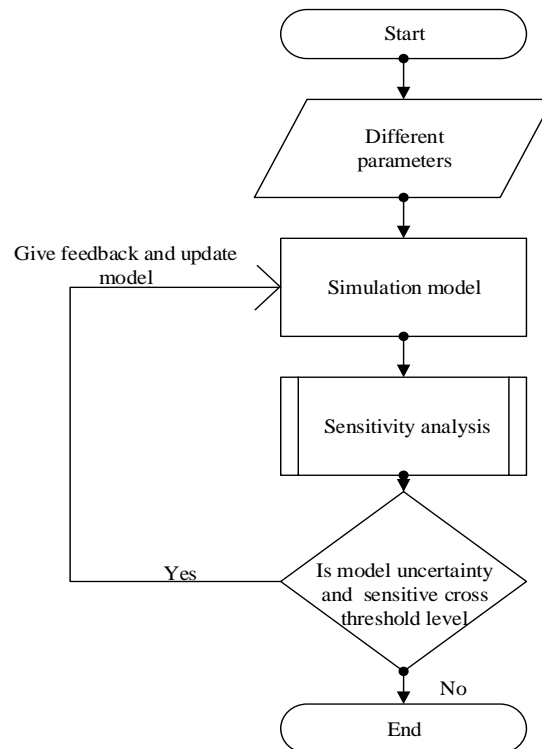 Start
Different
parameters
Give feedback and update
model
Simulation model
Sensitivity analysis
Is model uncertainty
and sensitive cross
threshold level
Yes
No
End